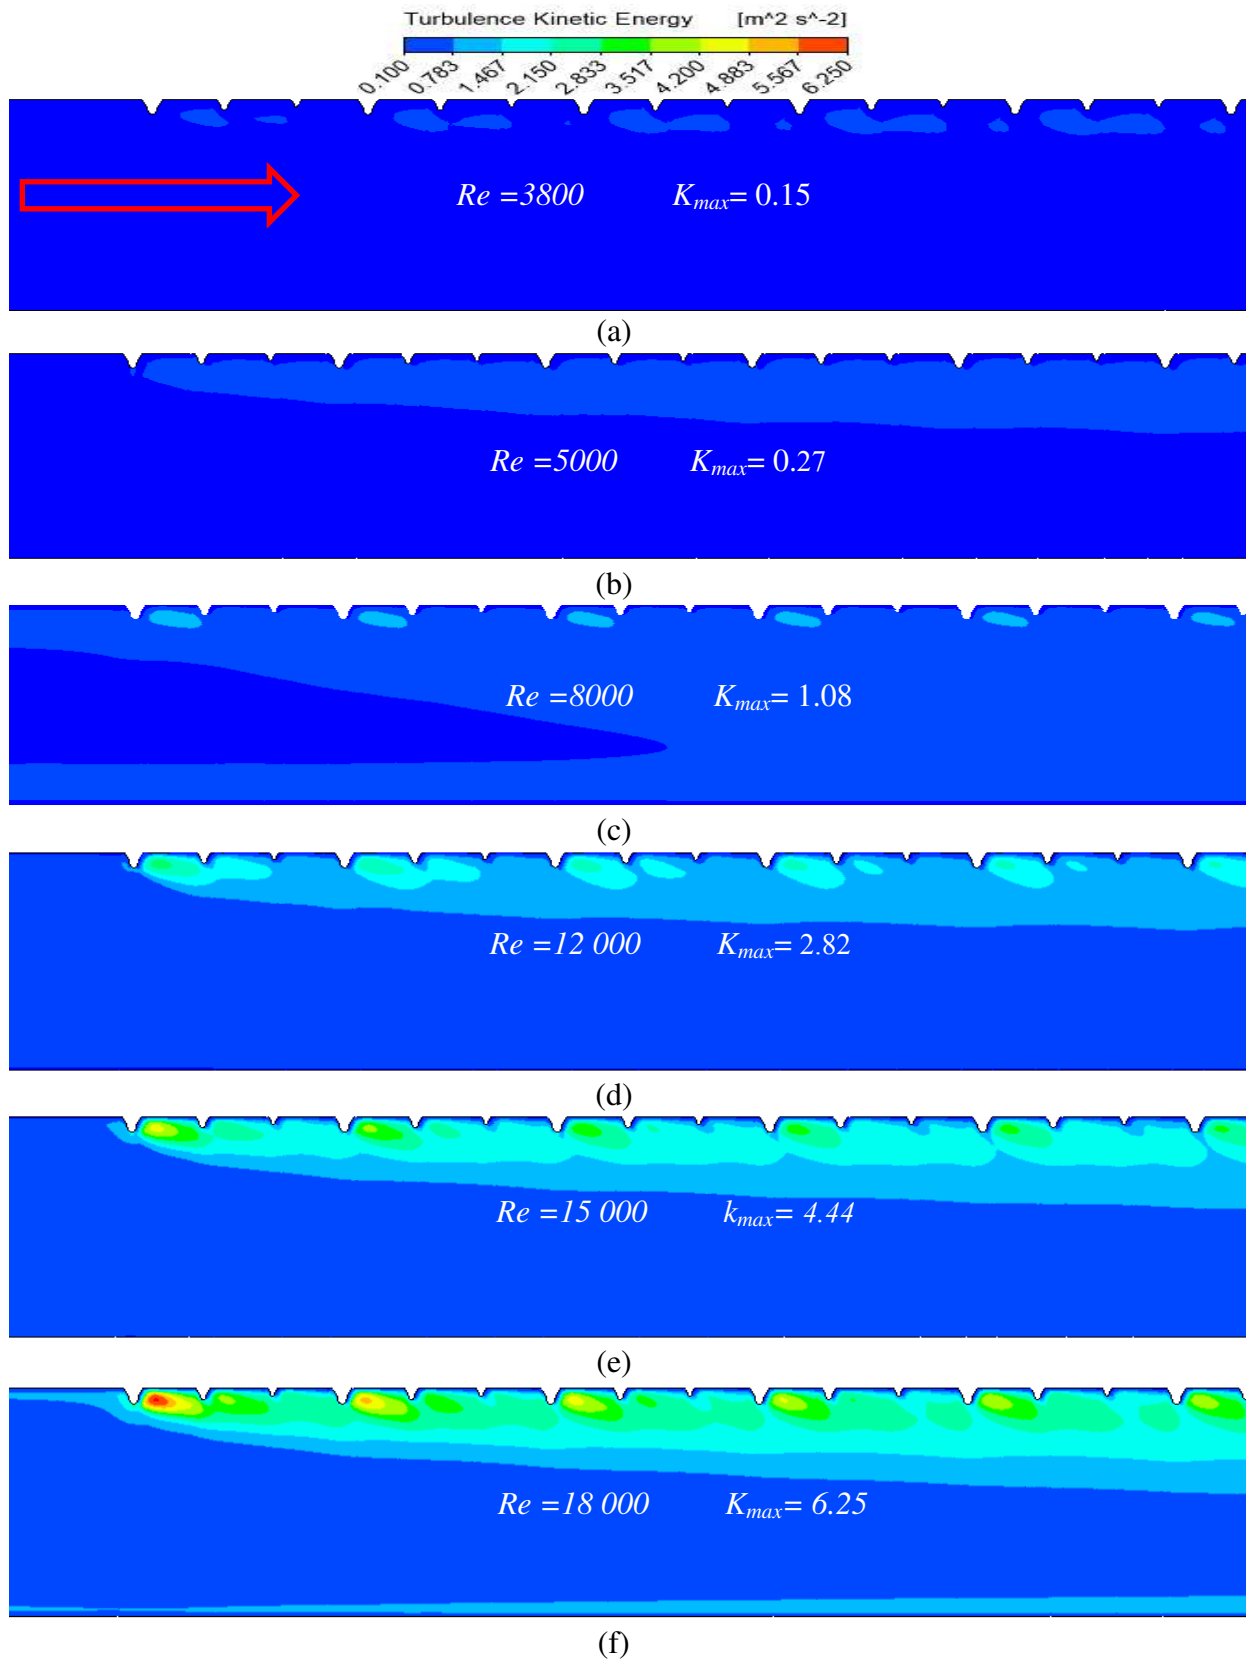 Turbulence Kinetic Energy [m^2 s^-2]
0.100 0.783 1.467 2.150 2.833 3.517 4.200 4.883 5.567 6.250
Re =3800 Kmax= 0.15
(a)
Re =5000 Kmax= 0.27
(b)
Re =8000 Kmax= 1.08
(c)
Re =12 000 Kmax= 2.82
(d)
Re =15 000 kmax= 4.44
(e)
Re =18 000 Kmax= 6.25
(f)